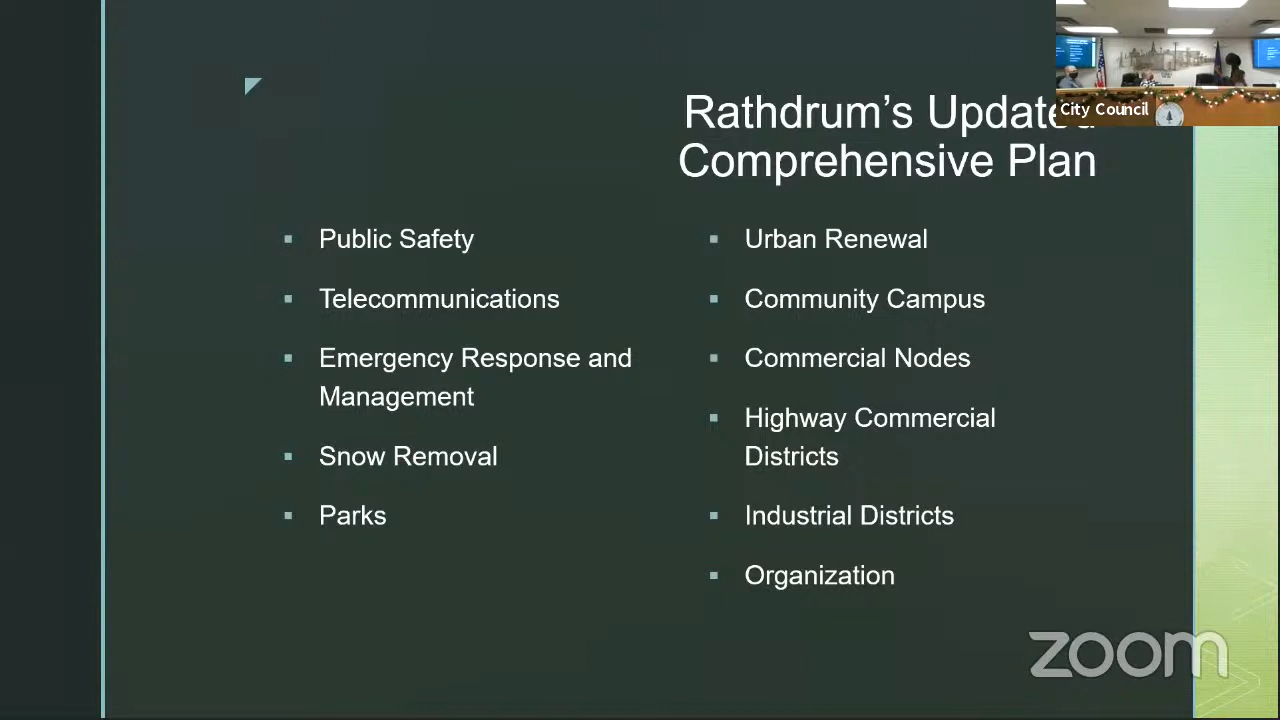 Rathdrum's Updated
Comprehensive Plan
City Council
Public Safety
Telecommunications
Emergency Response and
Management
Snow Removal
Parks
Urban Renewal
Community Campus
Commercial Nodes
Highway Commercial
Districts
Industrial Districts
Organization
zoom